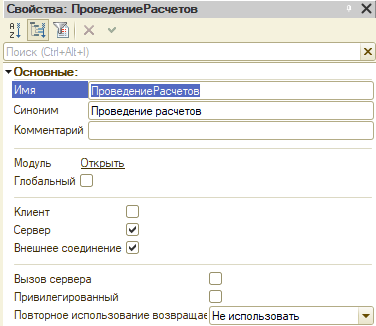 Свойства: ПроведениеРасчетов
Поиск (Ctrl+Alt+I)
Основные:
Имя ПроведениеРасчетов
Синоним Проведение расчетов
Комментарий
Модуль Открыть
Глобальный
Клиент
Сервер
Внешнее соединение
Вызов сервера
Привилегированный
Повторное использование возвращае Не использовать